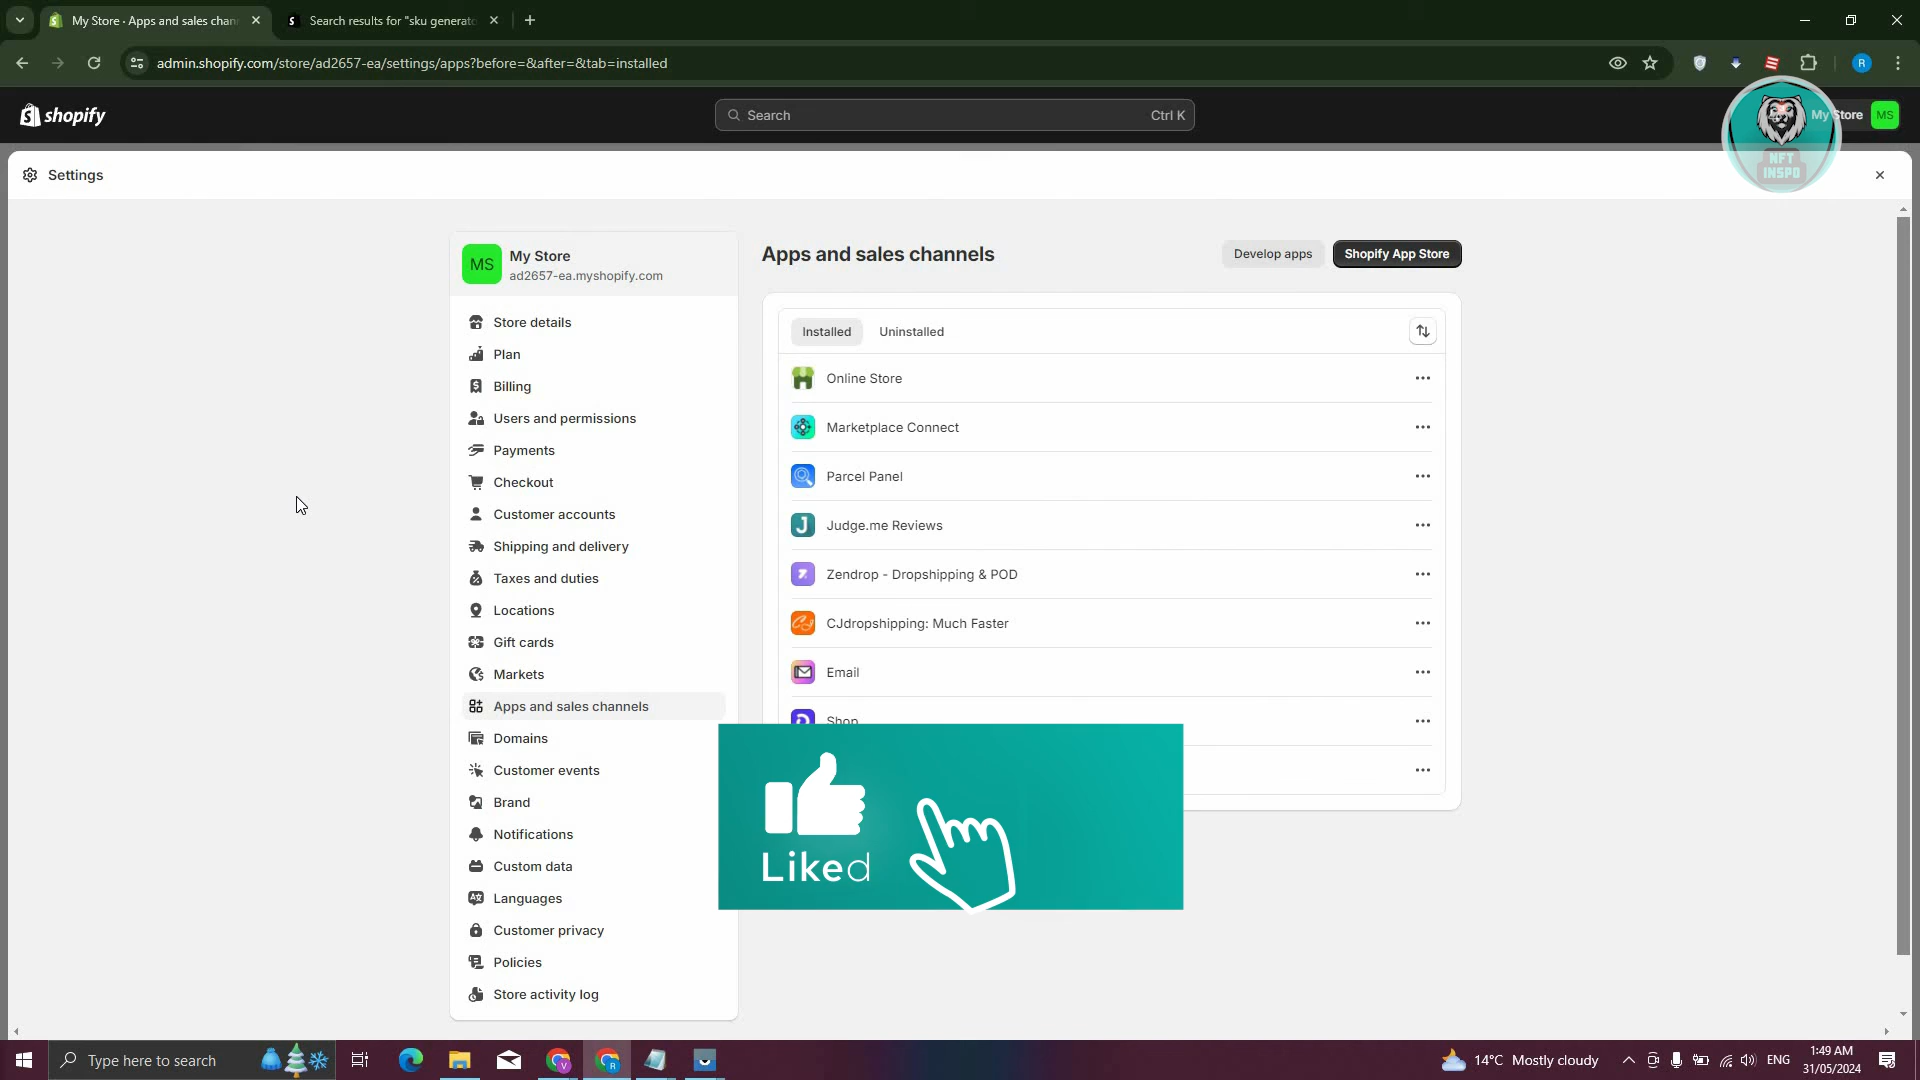 My Store · Apps and sales chan
Search results for "sku generato
admin.shopify.com/store/ad2657-ea/settings/apps?before=&after=&tab=installed
R
shopify
Search
Ctrl K
My Store
MS
NFT
INSPO
Settings
MS
My Store
ad2657-ea.myshopify.com
Store details
Plan
Billing
Users and permissions
Payments
Checkout
Customer accounts
Shipping and delivery
Taxes and duties
Locations
Gift cards
Markets
Apps and sales channels
Domains
Customer events
Brand
Notifications
Custom data
Languages
Customer privacy
Policies
Store activity log
Apps and sales channels
Develop apps
Shopify App Store
Installed
Uninstalled
Online Store
Marketplace Connect
Parcel Panel
Judge.me Reviews
Zendrop - Dropshipping & POD
CJdropshipping: Much Faster
Email
Shop
Liked
Type here to search
14°C Mostly cloudy
ENG
1:49 AM
31/05/2024